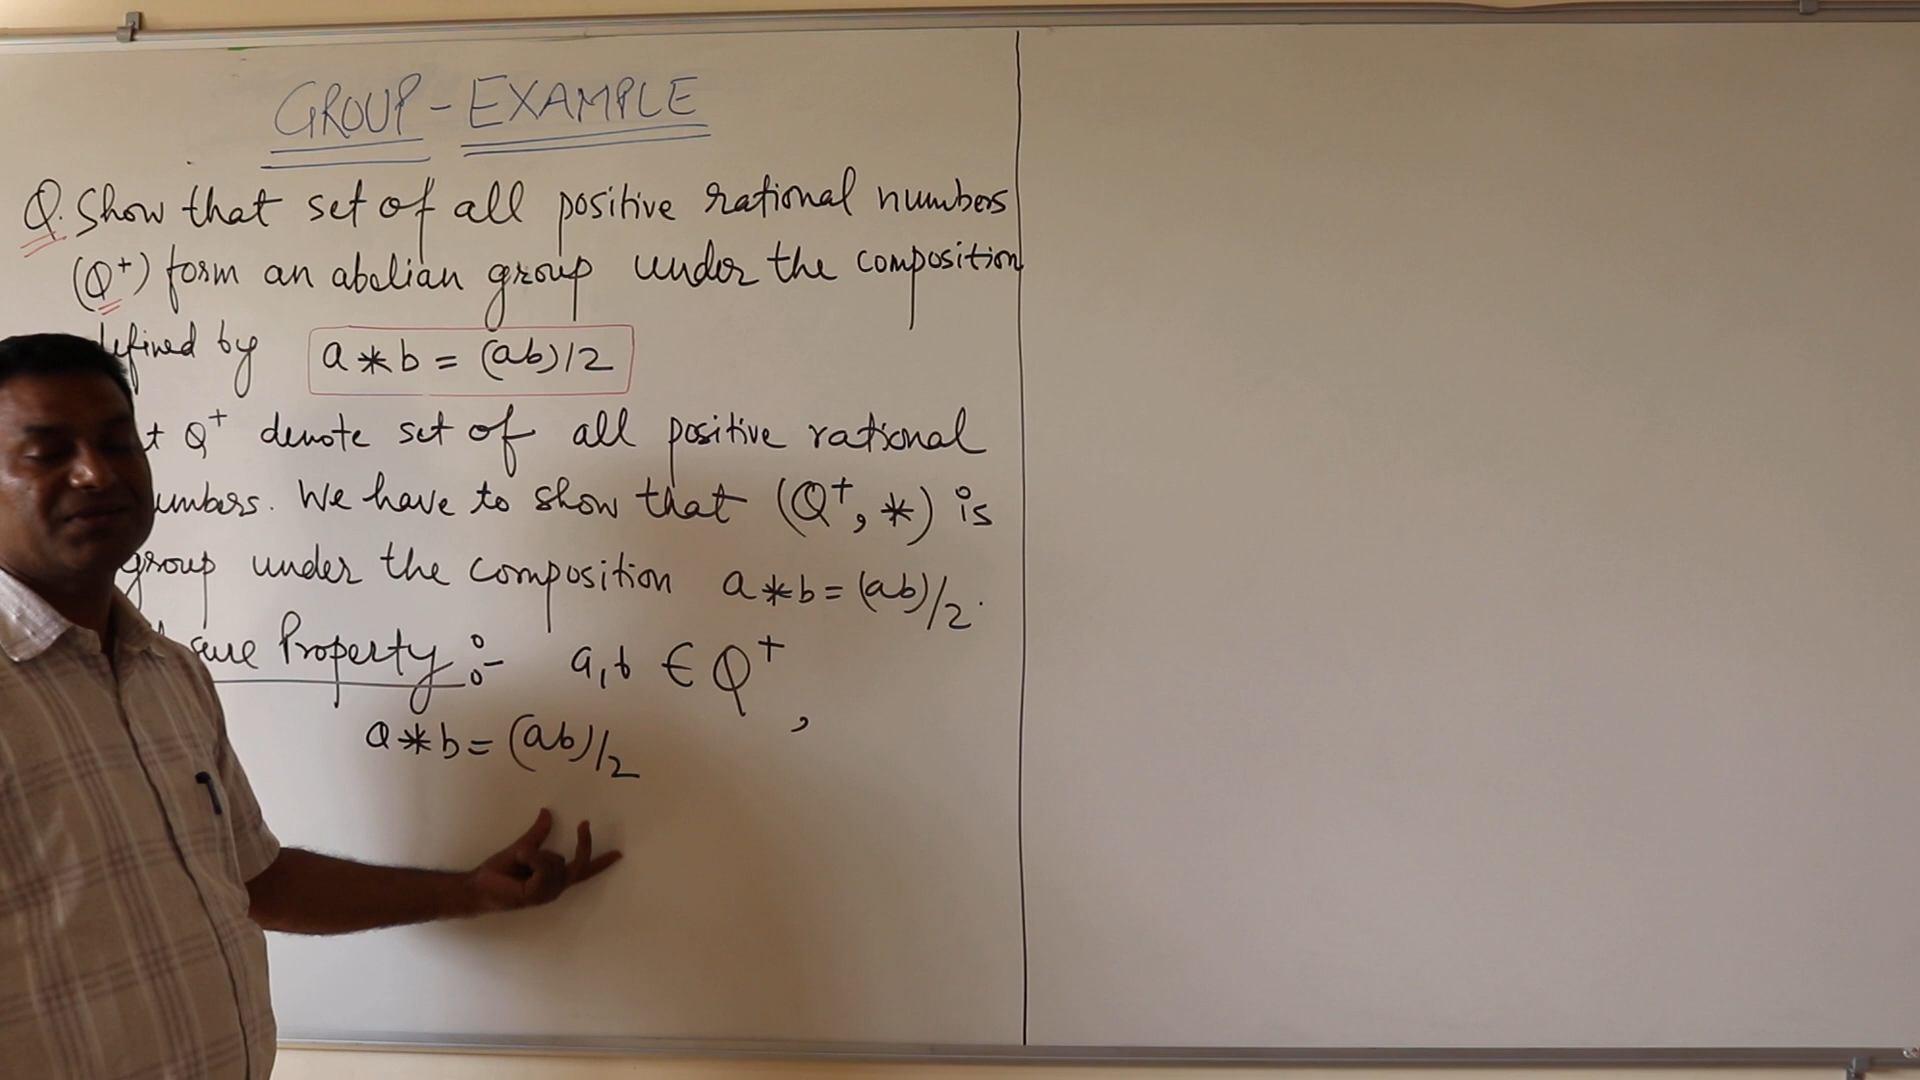 GROUP - EXAMPLE
Q. Show that set of all positive rational numbers
(Q⁺) form an abelian group under the composition
defined by a * b = (ab)/2
Q⁺ denote set of all positive rational
numbers. We have to show that (Q⁺, *) is
group under the composition a * b = (ab)/2.
Property :- a, b ∈ Q⁺,
a * b = (ab)/2